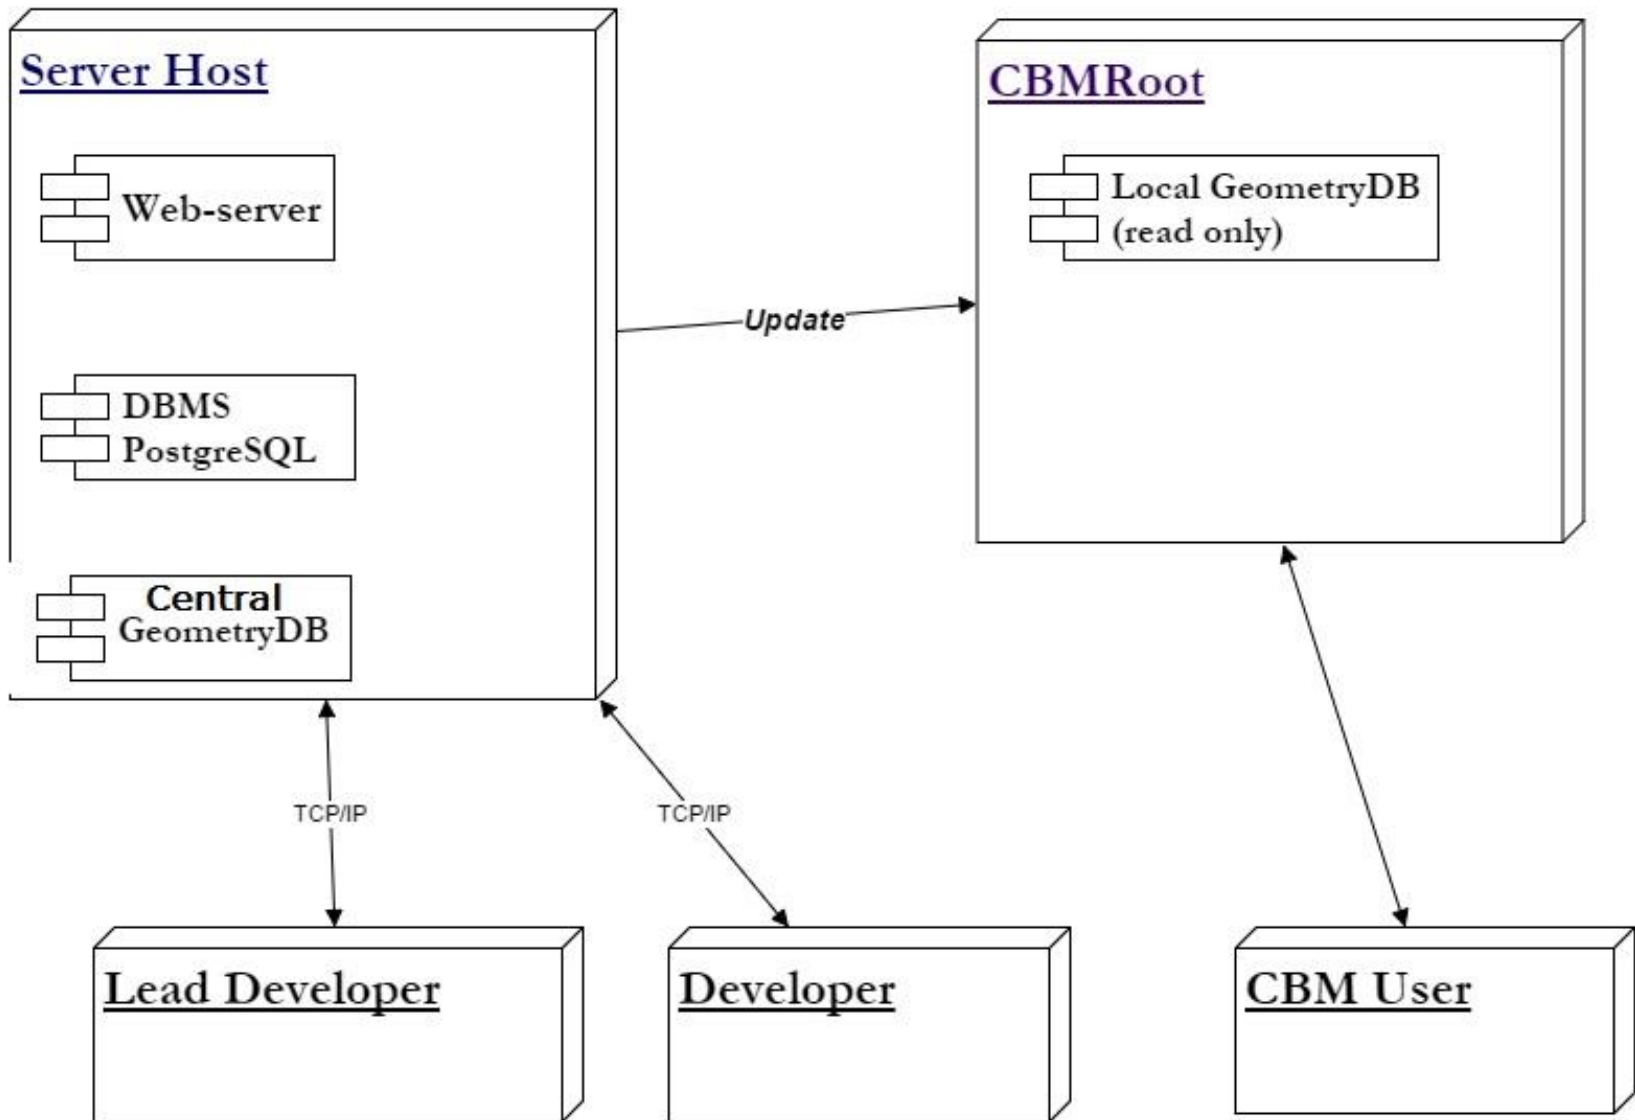 Server Host
CBMRoot
Web-server
Local GeometryDB
(read only)
Update
DBMS
PostgreSQL
Central
GeometryDB
TCP/IP
TCP/IP
Lead Developer
Developer
CBM User